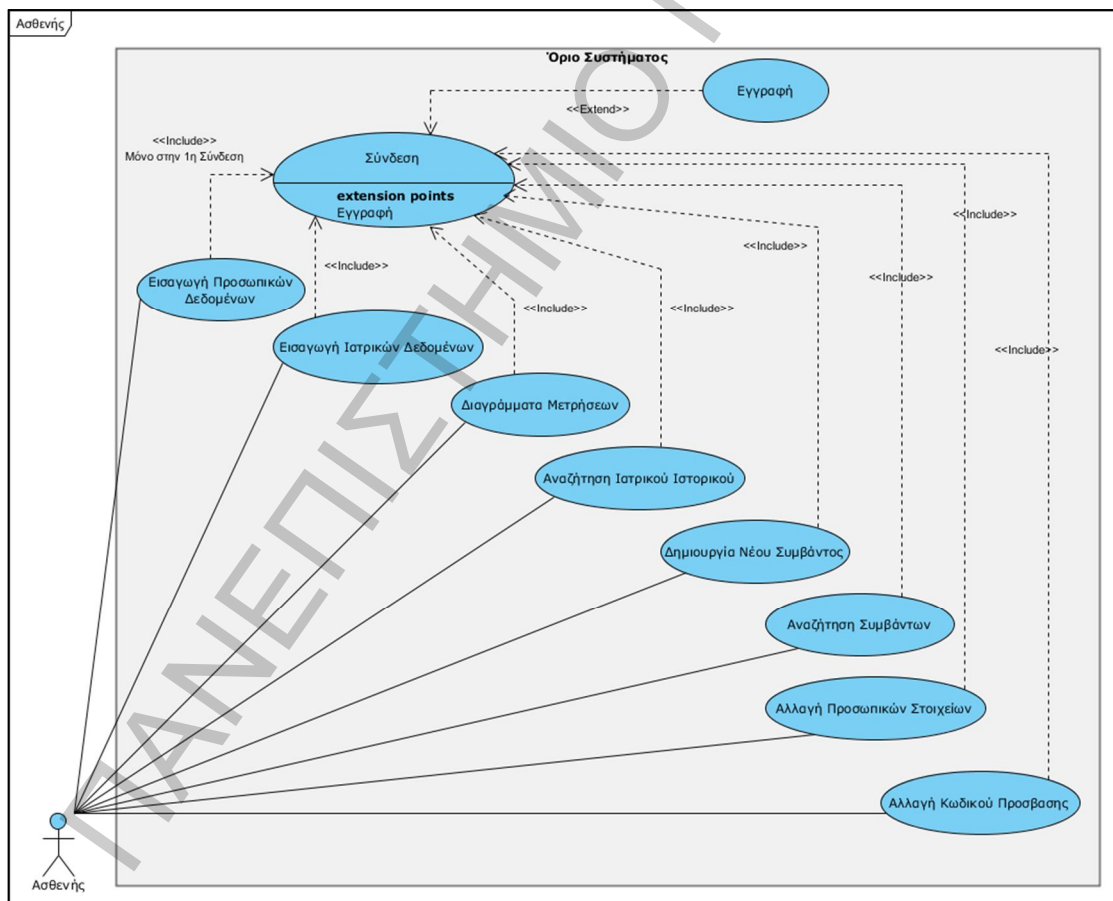 Ασθενής
Όριο Συστήματος
Εγγραφή
<<Extend>>
<<Include>>
Μόνο στην 1η Σύνδεση
Σύνδεση
extension points
Εγγραφή
<<Include>>
<<Include>>
<<Include>>
<<Include>>
<<Include>>
<<Include>>
<<Include>>
Εισαγωγή Προσωπικών
Δεδομένων
Εισαγωγή Ιατρικών Δεδομένων
Διαγράμματα Μετρήσεων
Αναζήτηση Ιατρικού Ιστορικού
Δημιουργία Νέου Συμβάντος
Αναζήτηση Συμβάντων
Αλλαγή Προσωπικών Στοιχείων
Αλλαγή Κωδικού Προσβασης
Ασθενής
ΠΑΝΕΠΙΣΤΗΜΙΟ